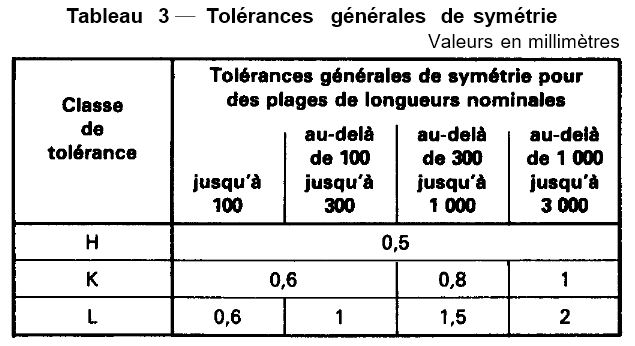 Tableau 3 — Tolérances générales de symétrie
Valeurs en millimètres
Classe de tolérance
Tolérances générales de symétrie pour
des plages de longueurs nominales
jusqu'à 100
au-delà de 100 jusqu'à 300
au-delà de 300 jusqu'à 1 000
au-delà de 1 000 jusqu'à 3 000
H 0,5
K 0,6 0,8 1
L 0,6 1 1,5 2